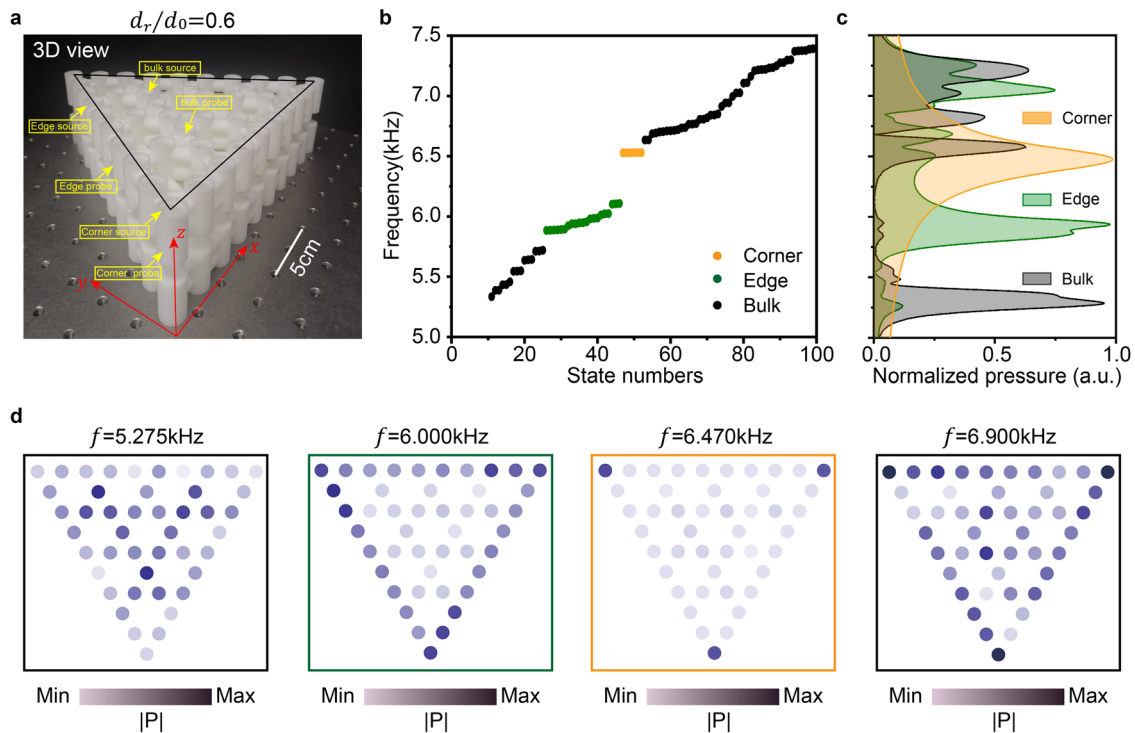 a
d_r/d_0=0.6
3D view
bulk source
bulk probe
Edge source
Edge probe
Corner source
Corner probe
z
x
y
5cm
b
Frequency(kHz)
7.5
7.0
6.5
6.0
5.5
5.0
0
20
40
60
80
100
State numbers
Corner
Edge
Bulk
c
Corner
Edge
Bulk
0.0
0.5
1.0
Normalized pressure (a.u.)
d
f=5.275kHz
f=6.000kHz
f=6.470kHz
f=6.900kHz
Min
Max
|P|
Min
Max
|P|
Min
Max
|P|
Min
Max
|P|